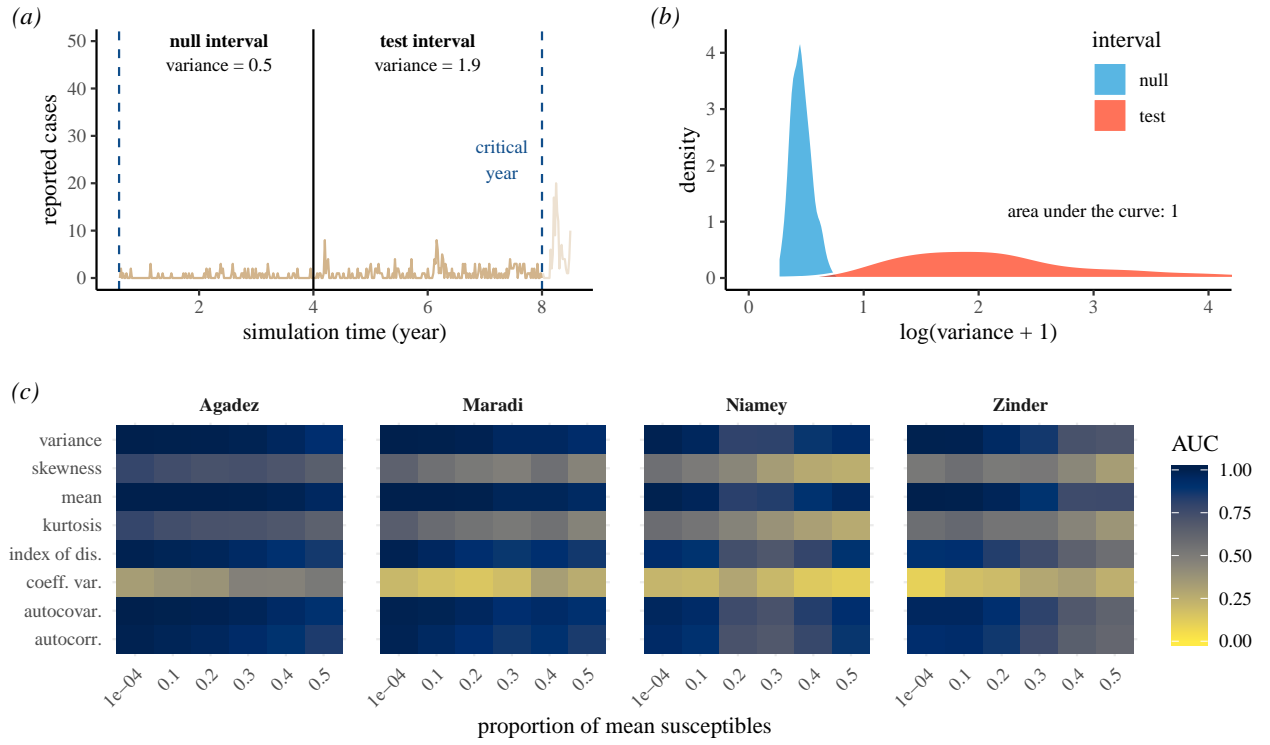 (a)
null interval
variance = 0.5
test interval
variance = 1.9
critical
year
50
40
30
20
10
0
reported cases
2
4
6
8
simulation time (year)
(b)
interval
null
test
area under the curve: 1
4
3
2
1
0
density
0
1
2
3
4
log(variance + 1)
(c)
Agadez
Maradi
Niamey
Zinder
variance
skewness
mean
kurtosis
index of dis.
coeff. var.
autocovar.
autocorr.
1e−04
0.1
0.2
0.3
0.4
0.5
1e−04
0.1
0.2
0.3
0.4
0.5
1e−04
0.1
0.2
0.3
0.4
0.5
1e−04
0.1
0.2
0.3
0.4
0.5
proportion of mean susceptibles
AUC
1.00
0.75
0.50
0.25
0.00